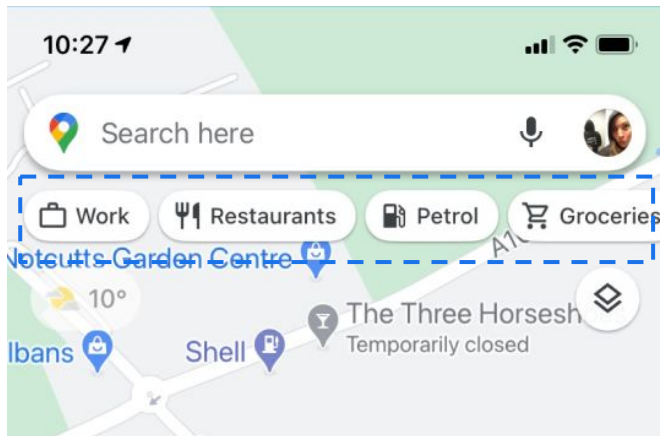 10:27
Search here
Work Restaurants Petrol Groceries
Notcutts Garden Centre
A10
10°
The Three Horsesh
Temporarily closed
lbans
Shell